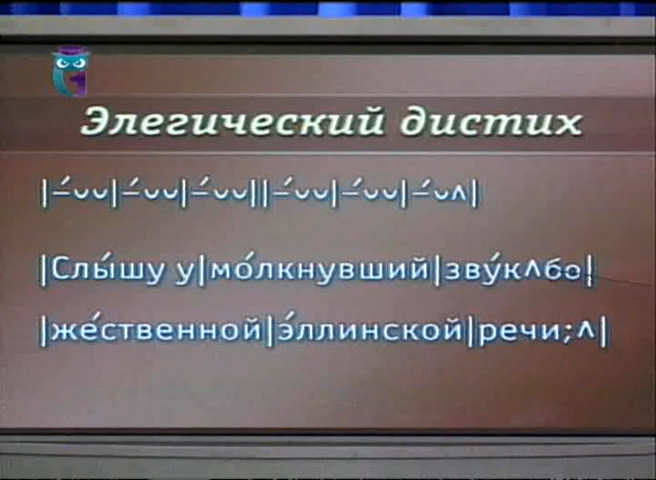 Элегический дистих
|–́∪∪|–́∪∪|–́∪∪||–́∪∪|–́∪∪|–́∪∧|
|Слы́шу у|мо́лкнувший|зву́к^бо|
|же́ственной|э́ллинской|речи;^|